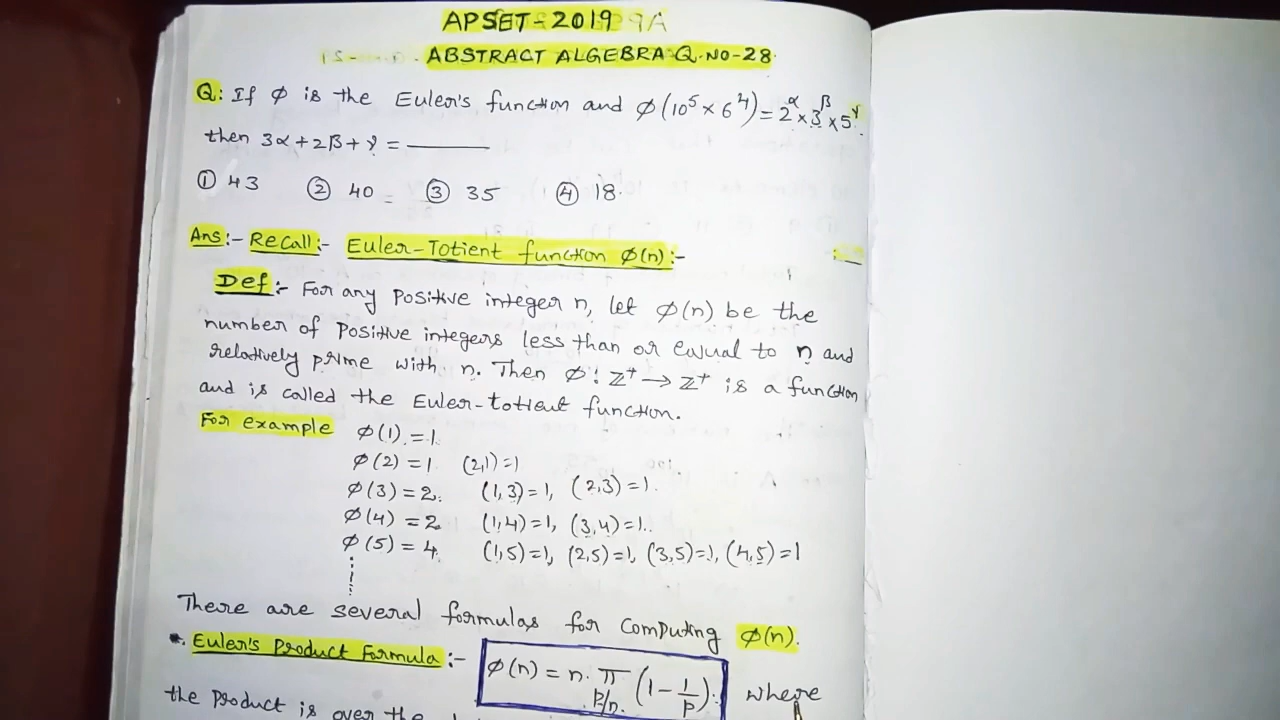 APSET-2019 9A
ABSTRACT ALGEBRA Q.NO-28
Q: If φ is the Euler's function and φ(10⁵ × 6⁴) = 2^α × 3^β × 5^γ.
then 3α+2β+γ = ______
① 43 ② 40 ③ 35 ④ 18.
Ans:- Recall:- Euler-Totient function φ(n):-
Def:- For any positive integer n, let φ(n) be the
number of positive integers less than or equal to n and
relatively prime with n. Then φ: Z⁺ → Z⁺ is a function
and is called the Euler-totient function.
For example φ(1) = 1.
φ(2) = 1 (2,1)=1
φ(3) = 2. (1,3)=1, (2,3)=1.
φ(4) = 2 (1,4)=1, (3,4)=1.
φ(5) = 4. (1,5)=1, (2,5)=1, (3,5)=1, (4,5)=1
There are several formulas for computing φ(n).
*. Euler's Product Formula:- φ(n) = n. π p/n. (1 - 1/p). where
the product is over the